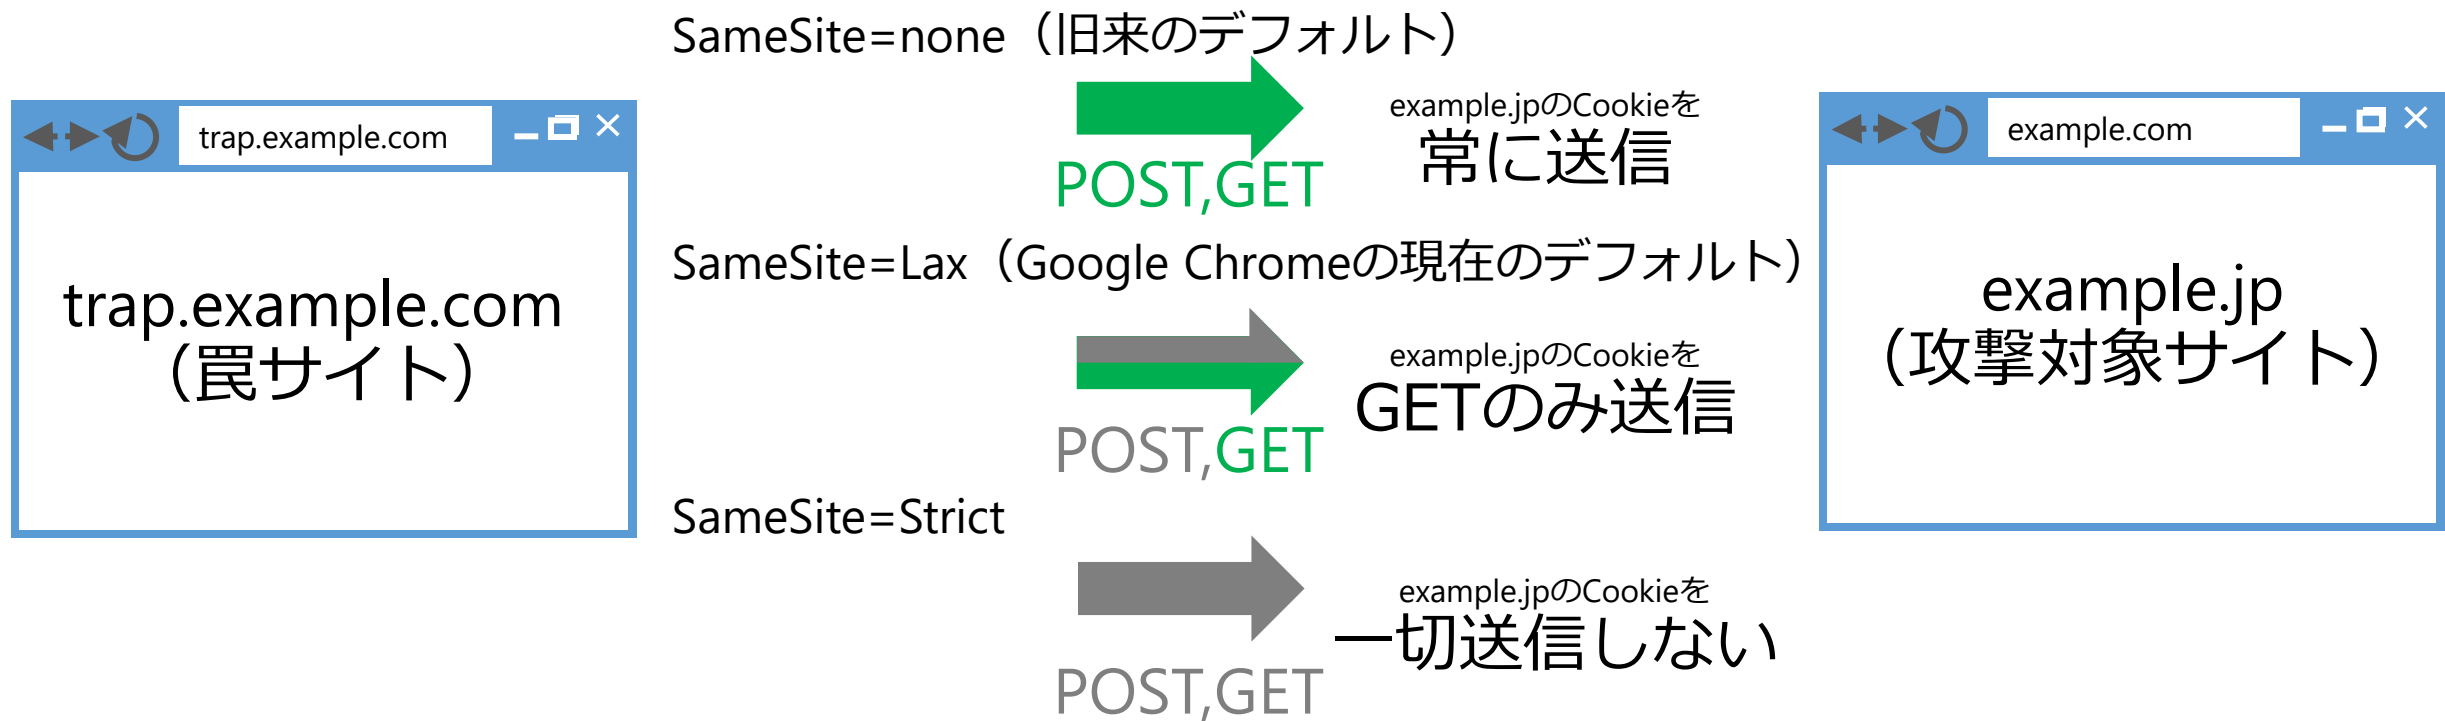 SameSite=none（旧来のデフォルト）
trap.example.com
example.jpのCookieを
常に送信
POST,GET
example.com
SameSite=Lax（Google Chromeの現在のデフォルト）
trap.example.com
（罠サイト）
example.jpのCookieを
GETのみ送信
POST,GET
example.jp
（攻撃対象サイト）
SameSite=Strict
example.jpのCookieを
一切送信しない
POST,GET